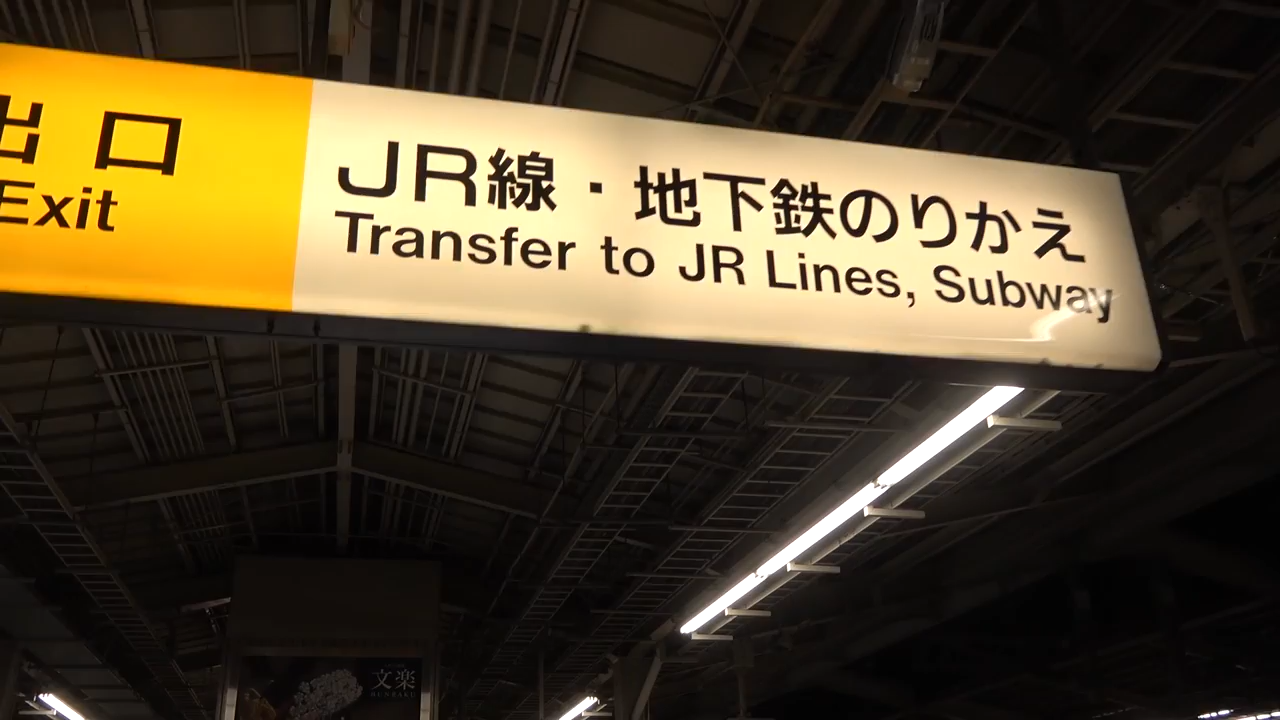 出口
Exit
JR線・地下鉄のりかえ
Transfer to JR Lines, Subway
文楽
BUNRAKU